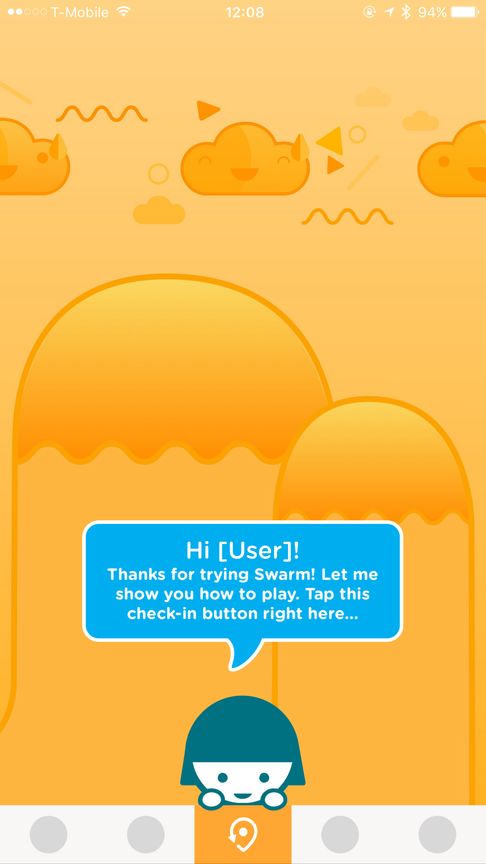 T-Mobile 12:08 94%
Hi [User]!
Thanks for trying Swarm! Let me
show you how to play. Tap this
check-in button right here...